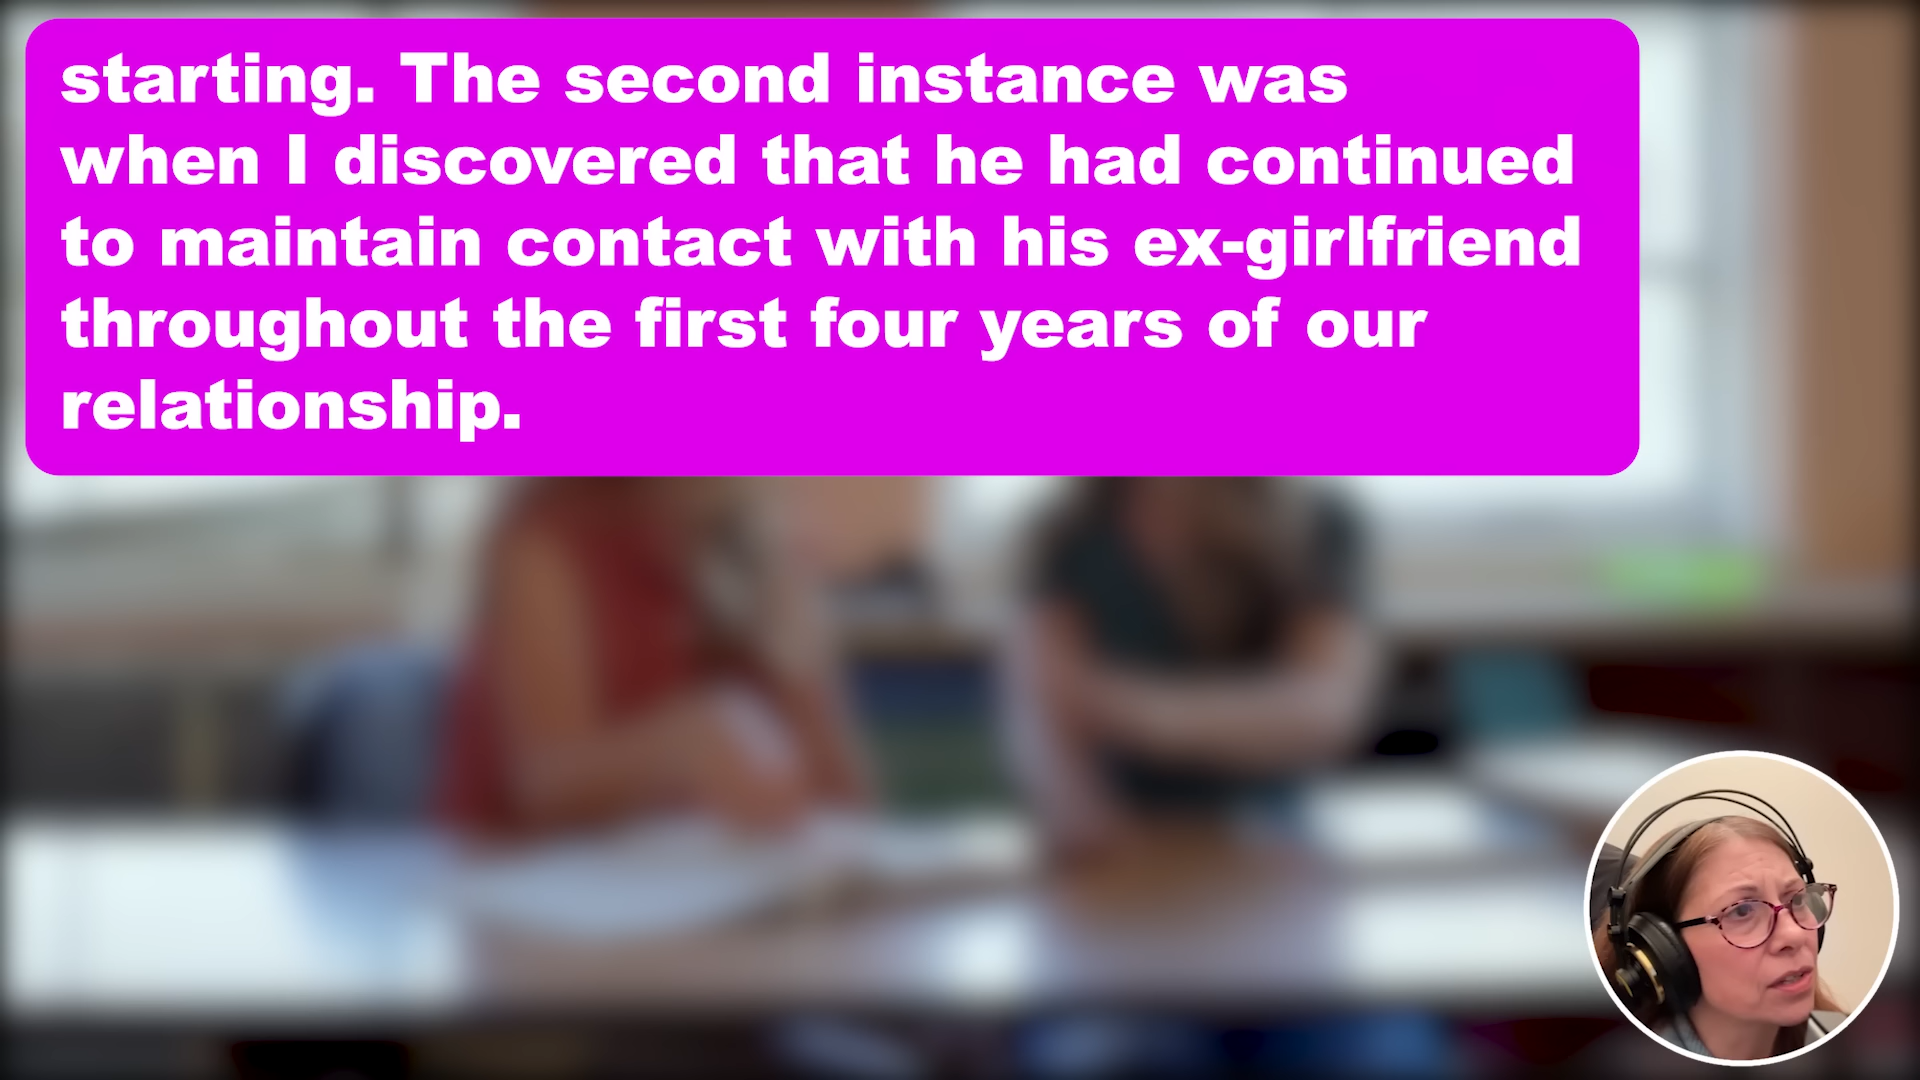 starting. The second instance was
when I discovered that he had continued
to maintain contact with his ex-girlfriend
throughout the first four years of our
relationship.